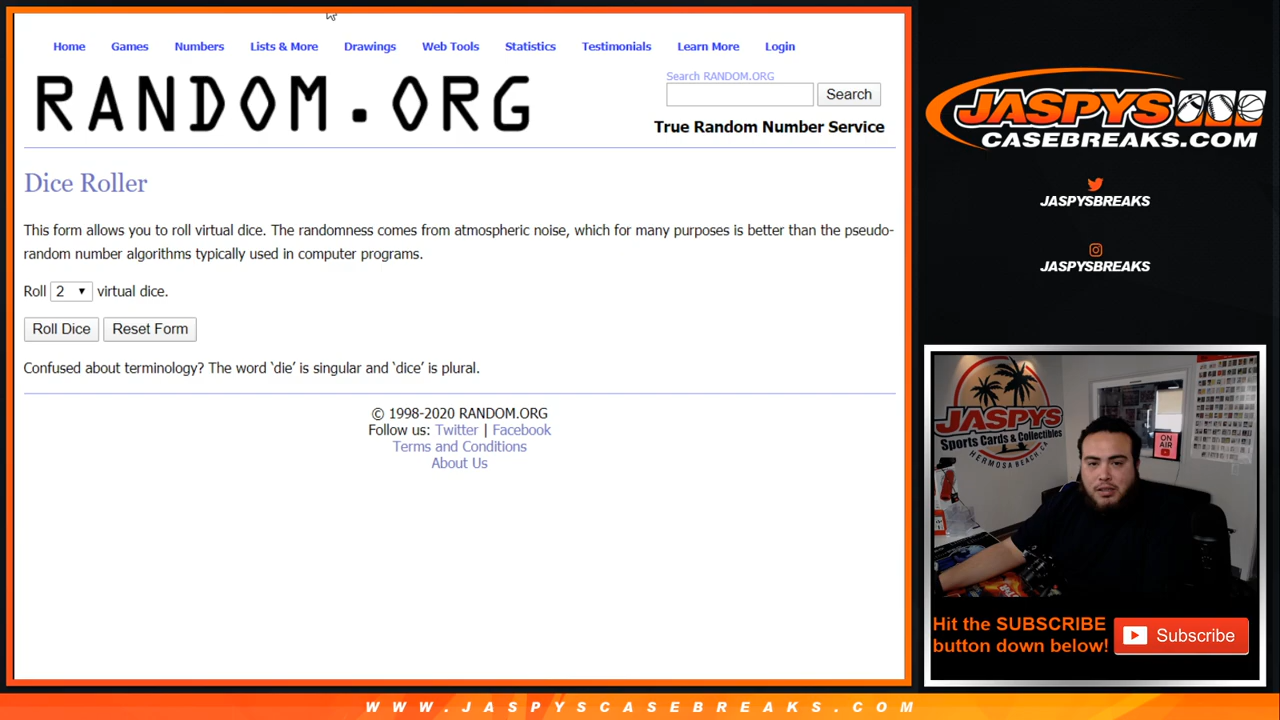 Home Games Numbers Lists & More Drawings Web Tools Statistics Testimonials Learn More Login
RANDOM.ORG
Search RANDOM.ORG
Search
True Random Number Service
Dice Roller
This form allows you to roll virtual dice. The randomness comes from atmospheric noise, which for many purposes is better than the pseudo-
random number algorithms typically used in computer programs.
Roll 2 virtual dice.
Roll Dice Reset Form
Confused about terminology? The word ‘die’ is singular and ‘dice’ is plural.
© 1998-2020 RANDOM.ORG
Follow us: Twitter | Facebook
Terms and Conditions
About Us
JASPYS
CASEBREAKS.COM
JASPYSBREAKS
JASPYSBREAKS
JASPYS
Sports Cards & Collectibles
HERMOSA BEACH, CA
ON
AIR
Hit the SUBSCRIBE
button down below!
Subscribe
WWW.JASPYSCASEBREAKS.COM